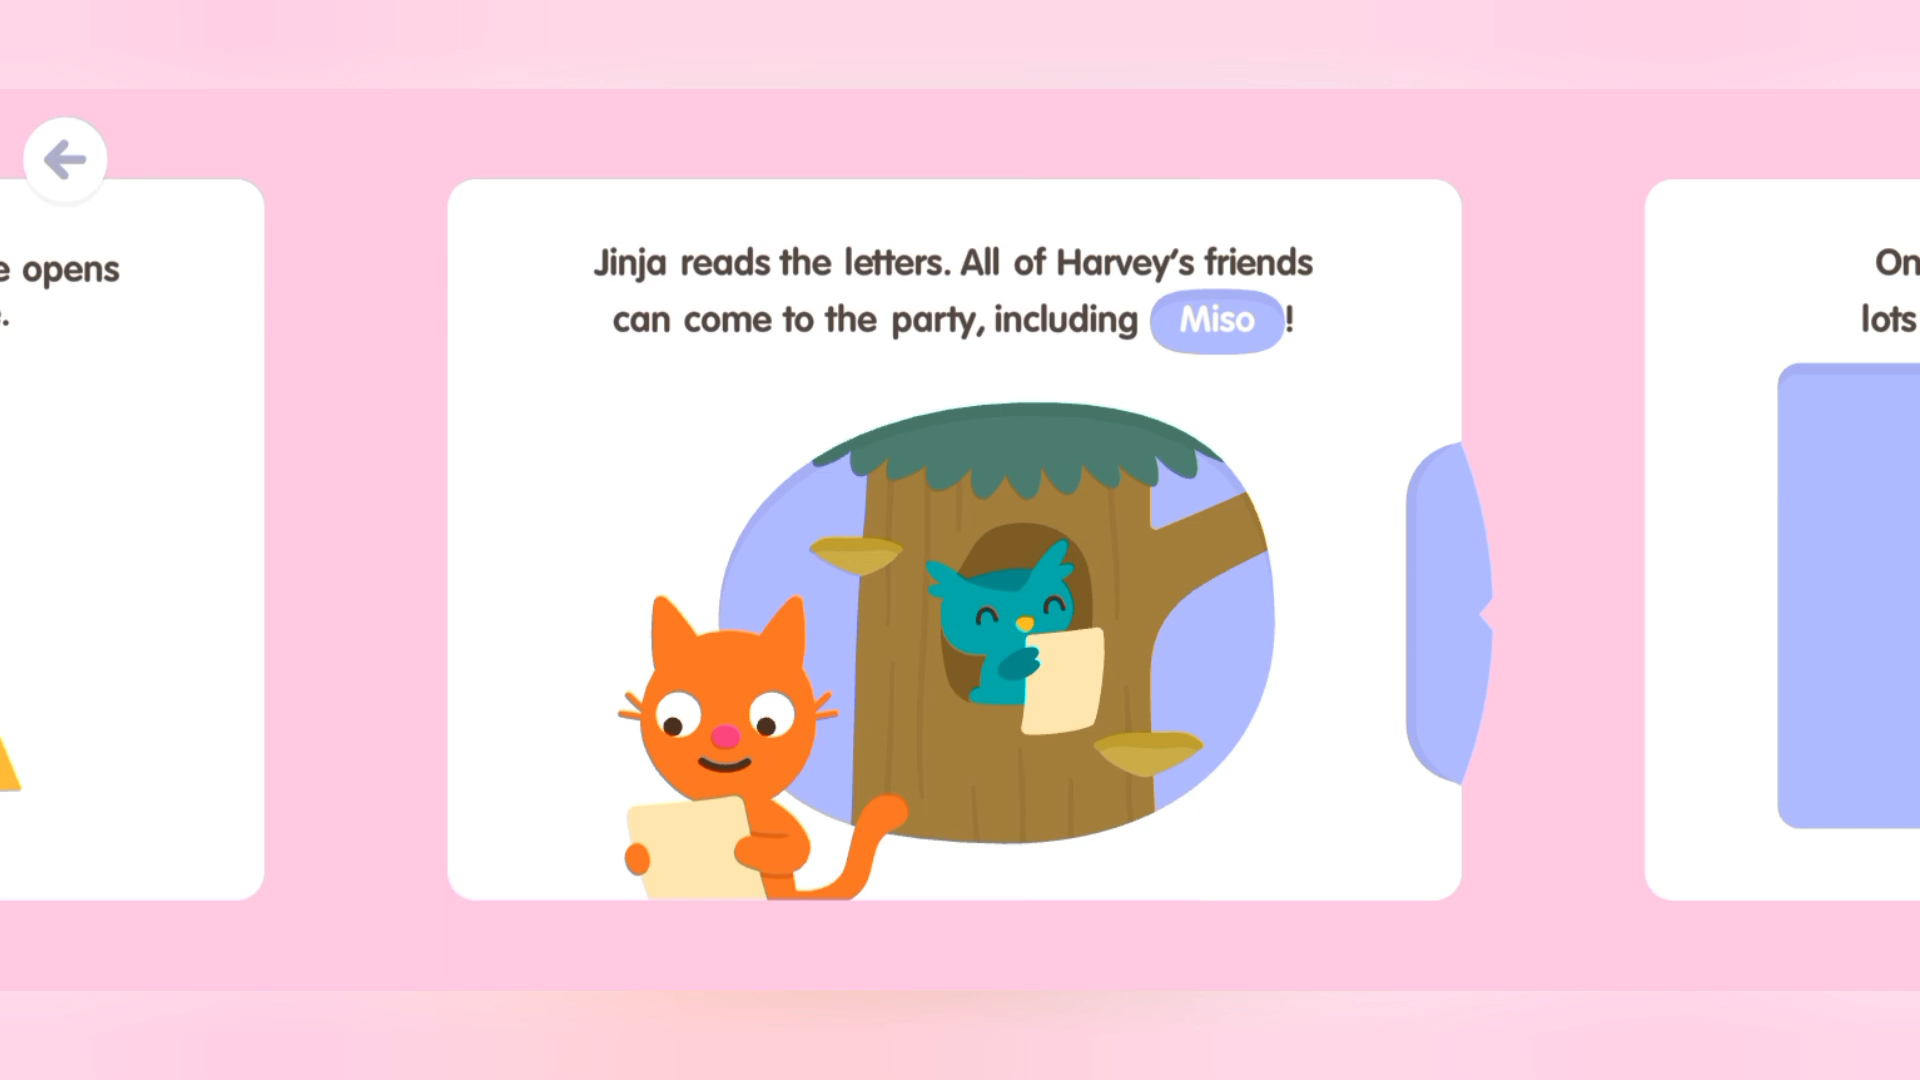 e opens
.
Jinja reads the letters. All of Harvey's friends
can come to the party, including Miso!
On
lots